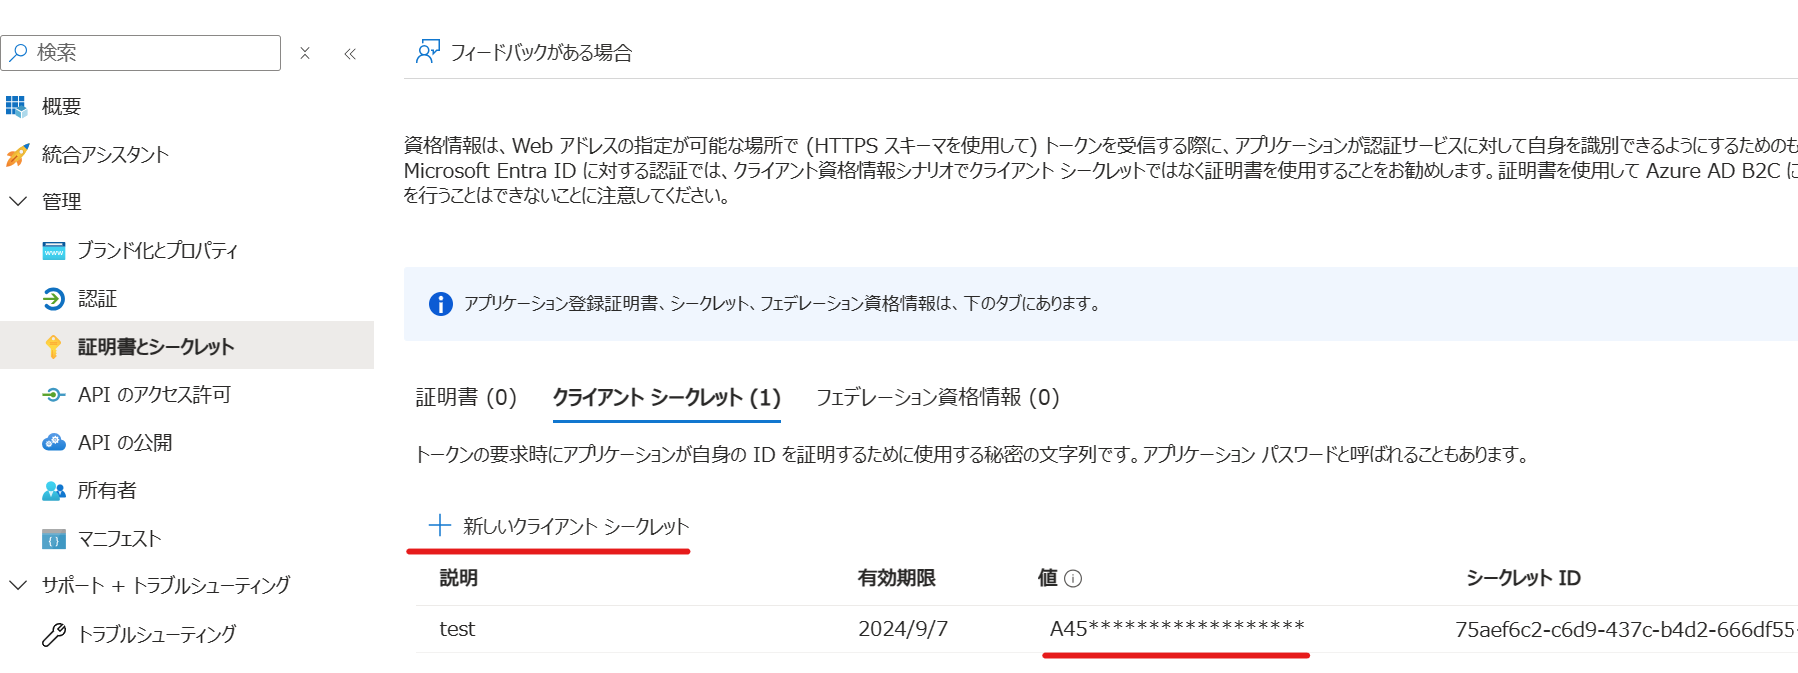 検索
概要
統合アシスタント
管理
ブランド化とプロパティ
認証
証明書とシークレット
API のアクセス許可
API の公開
所有者
マニフェスト
サポート + トラブルシューティング
トラブルシューティング
フィードバックがある場合
資格情報は、Web アドレスの指定が可能な場所で (HTTPS スキーマを使用して) トークンを受信する際に、アプリケーションが認証サービスに対して自身を識別できるようにするためのも
Microsoft Entra ID に対する認証では、クライアント資格情報シナリオでクライアント シークレットではなく証明書を使用することをお勧めします。証明書を使用して Azure AD B2C に
を行うことはできないことに注意してください。
アプリケーション登録証明書、シークレット、フェデレーション資格情報は、下のタブにあります。
証明書 (0) クライアント シークレット (1) フェデレーション資格情報 (0)
トークンの要求時にアプリケーションが自身の ID を証明するために使用する秘密の文字列です。アプリケーション パスワードと呼ばれることもあります。
新しいクライアント シークレット
説明 有効期限 値 シークレット ID
test 2024/9/7 A45****************** 75aef6c2-c6d9-437c-b4d2-666df55-